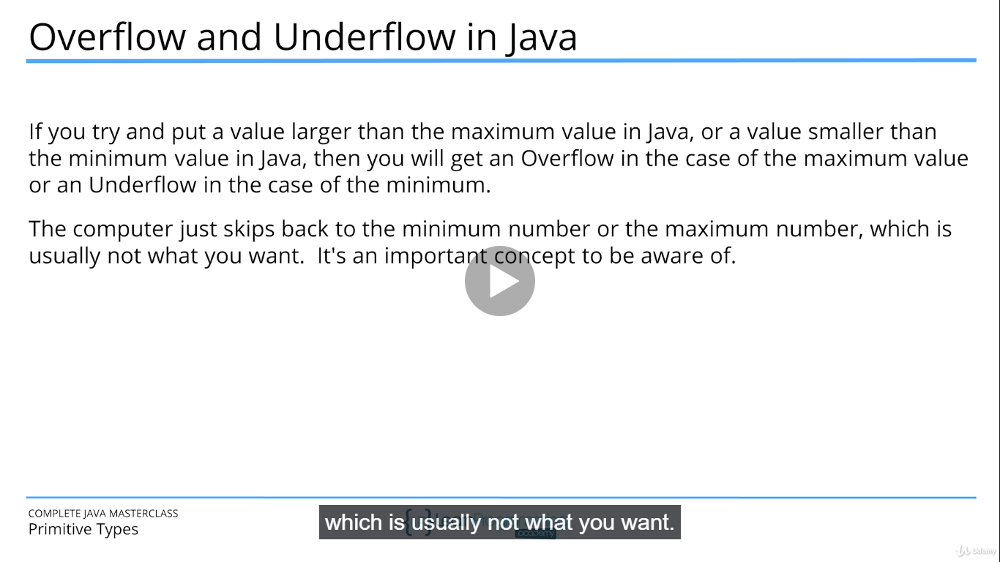 Overflow and Underflow in Java
If you try and put a value larger than the maximum value in Java, or a value smaller than
the minimum value in Java, then you will get an Overflow in the case of the maximum value
or an Underflow in the case of the minimum.
The computer just skips back to the minimum number or the maximum number, which is
usually not what you want.  It's an important concept to be aware of.
COMPLETE JAVA MASTERCLASS
Primitive Types
which is usually not what you want.
academy
Udemy